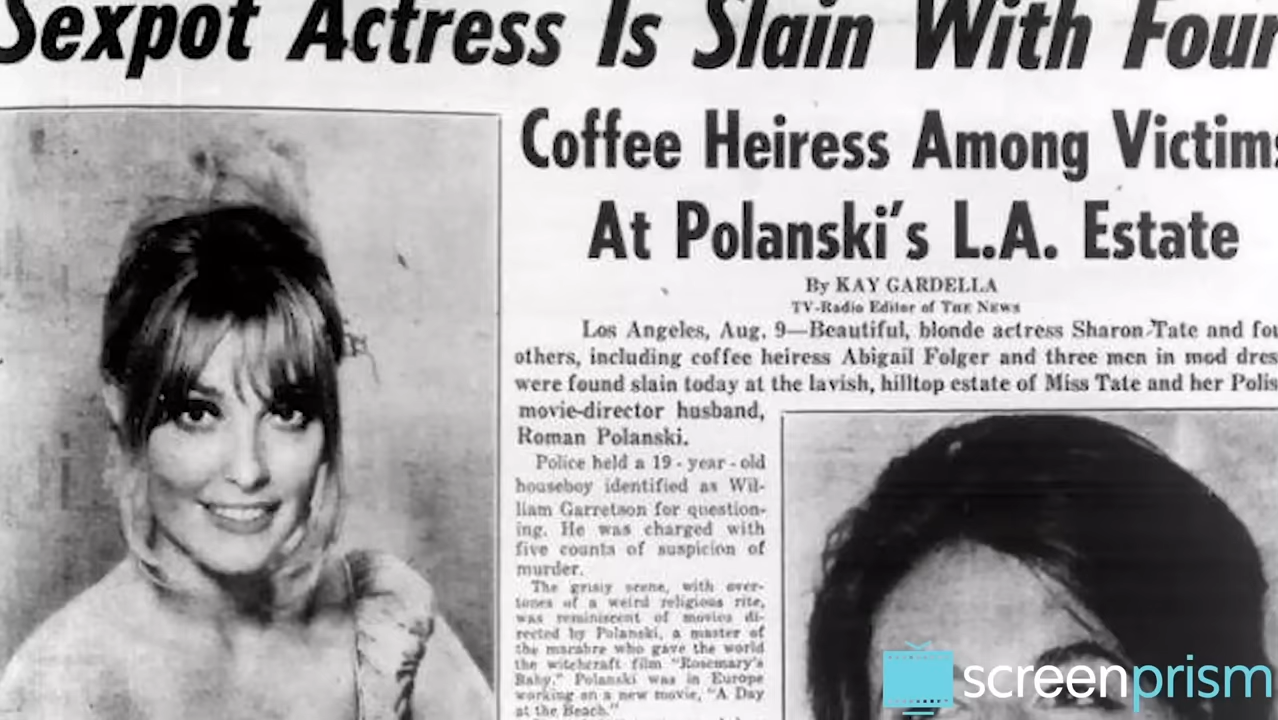 Sexpot Actress Is Slain With Four
Coffee Heiress Among Victims
At Polanski's L.A. Estate
By KAY GARDELLA
TV-Radio Editor of THE NEWS
Los Angeles, Aug. 9—Beautiful, blonde actress Sharon Tate and fou
others, including coffee heiress Abigail Folger and three men in mod dres
were found slain today at the lavish, hilltop estate of Miss Tate and her Polis
movie-director husband,
Roman Polanski.
Police held a 19-year-old
houseboy identified as Wil-
liam Garretson for question-
ing. He was charged with
five counts of suspicion of
murder.
The grisly scene, with over-
tones of a weird religious rite,
was reminiscent of movies di-
rected by Polanski, a master of
the macabre who gave the world
the witchcraft film "Rosemary's
Baby." Polanski was in Europe
working on a new movie, "A Day
at the Beach."
screenprism